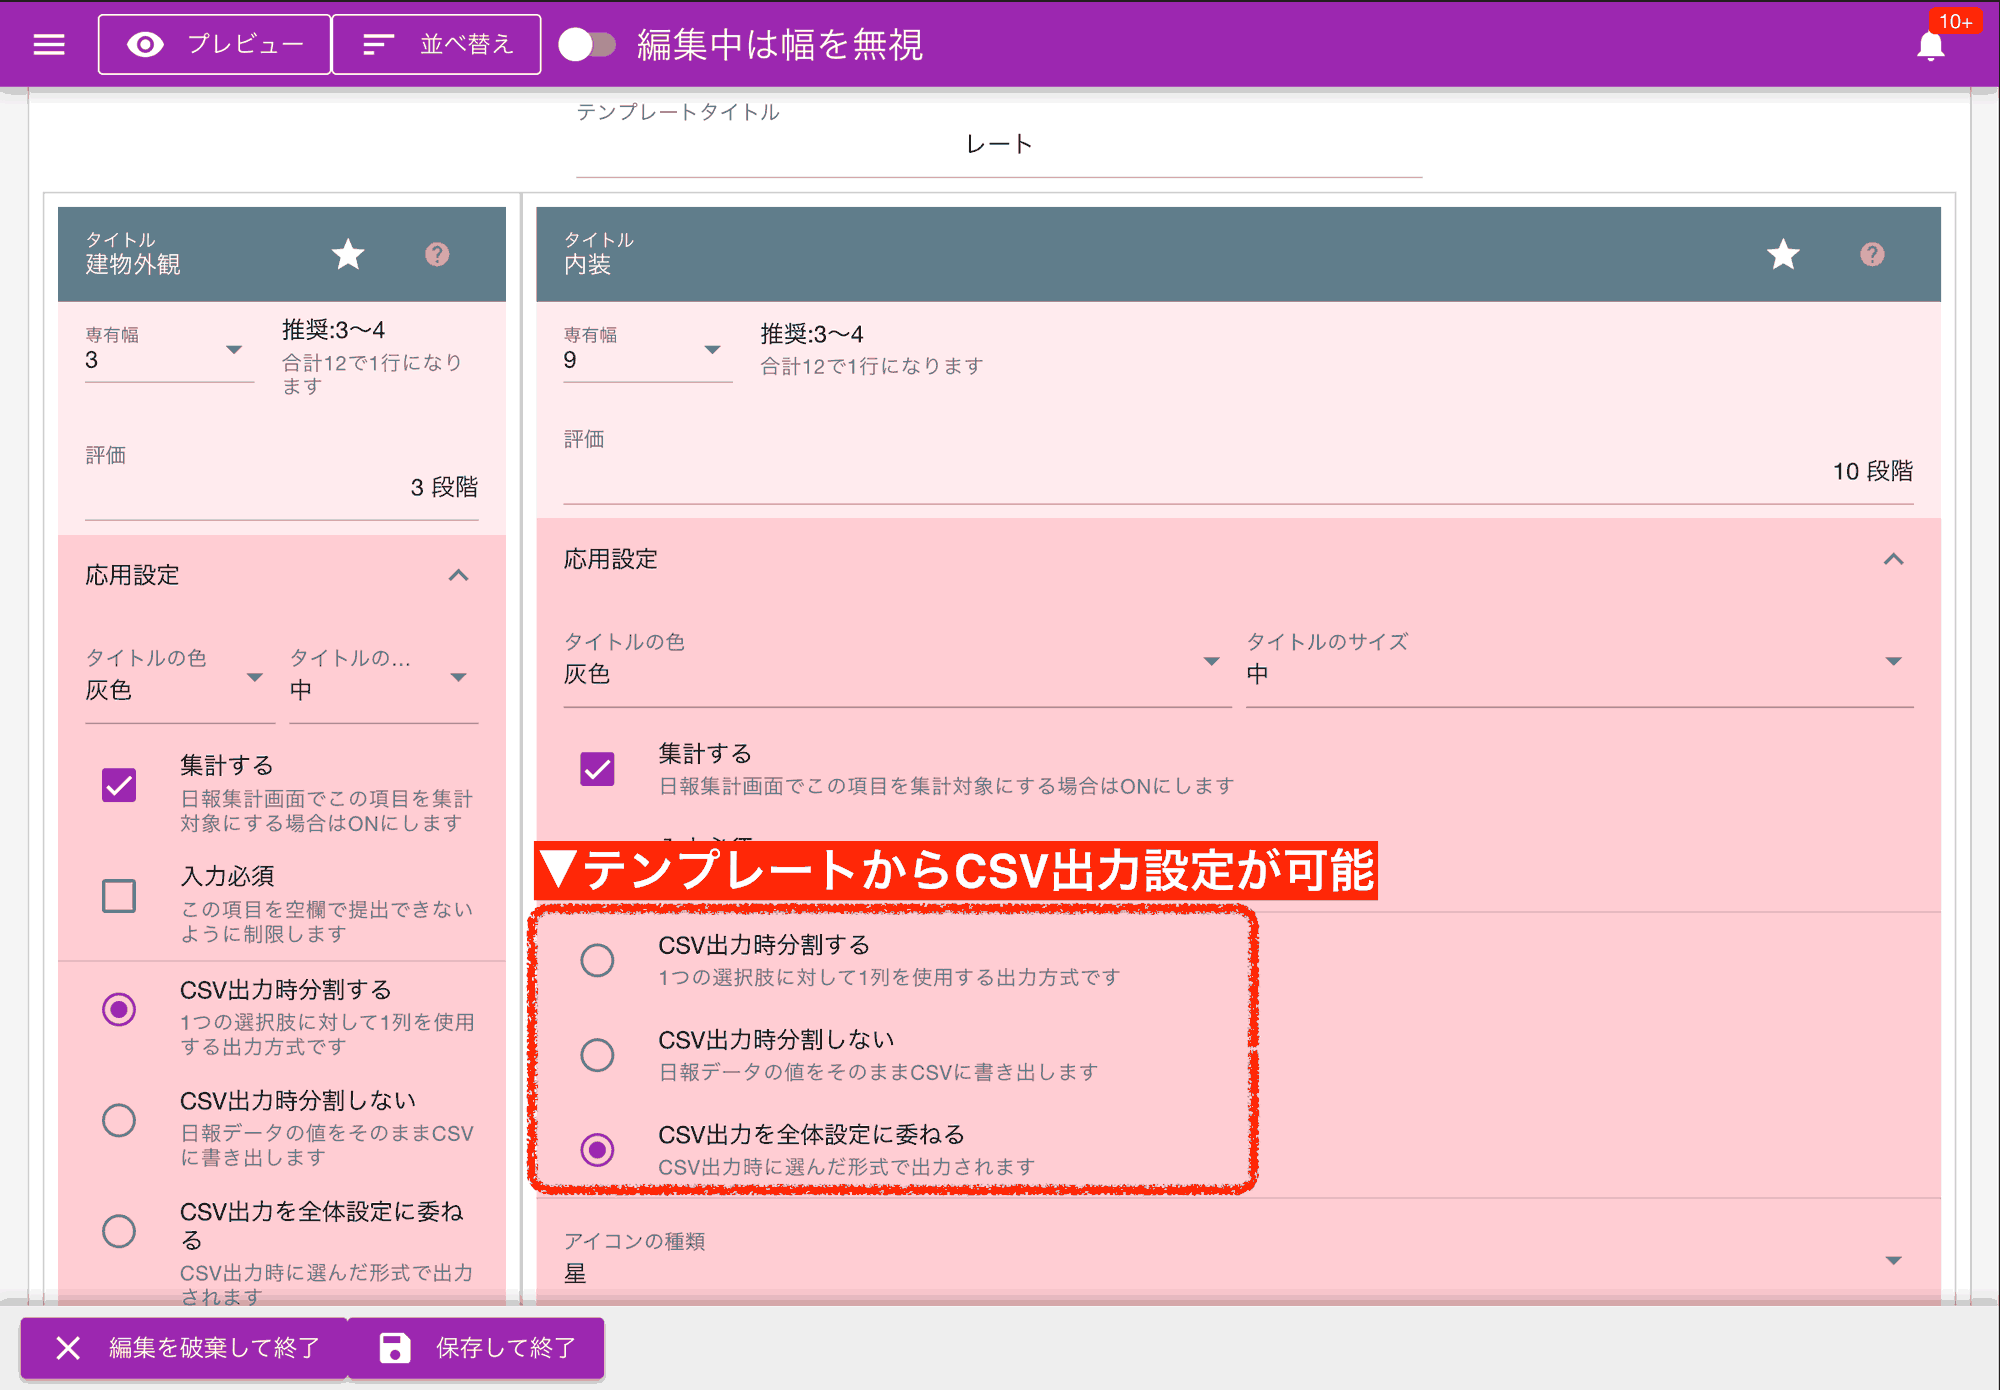 プレビュー
並べ替え
編集中は幅を無視
10+
テンプレートタイトル
レート
タイトル
建物外観
専有幅
3
推奨:3〜4
合計12で1行になり
ます
評価
3 段階
応用設定
タイトルの色
灰色
タイトルの...
中
集計する
日報集計画面でこの項目を集計
対象にする場合はONにします
入力必須
この項目を空欄で提出できない
ように制限します
CSV出力時分割する
1つの選択肢に対して1列を使用
する出力方式です
CSV出力時分割しない
日報データの値をそのままCSV
に書き出します
CSV出力を全体設定に委ね
る
CSV出力時に選んだ形式で出力
されます
タイトル
内装
専有幅
9
推奨:3〜4
合計12で1行になります
評価
10 段階
応用設定
タイトルの色
灰色
タイトルのサイズ
中
集計する
日報集計画面でこの項目を集計対象にする場合はONにします
▼テンプレートからCSV出力設定が可能
CSV出力時分割する
1つの選択肢に対して1列を使用する出力方式です
CSV出力時分割しない
日報データの値をそのままCSVに書き出します
CSV出力を全体設定に委ねる
CSV出力時に選んだ形式で出力されます
アイコンの種類
星
編集を破棄して終了
保存して終了